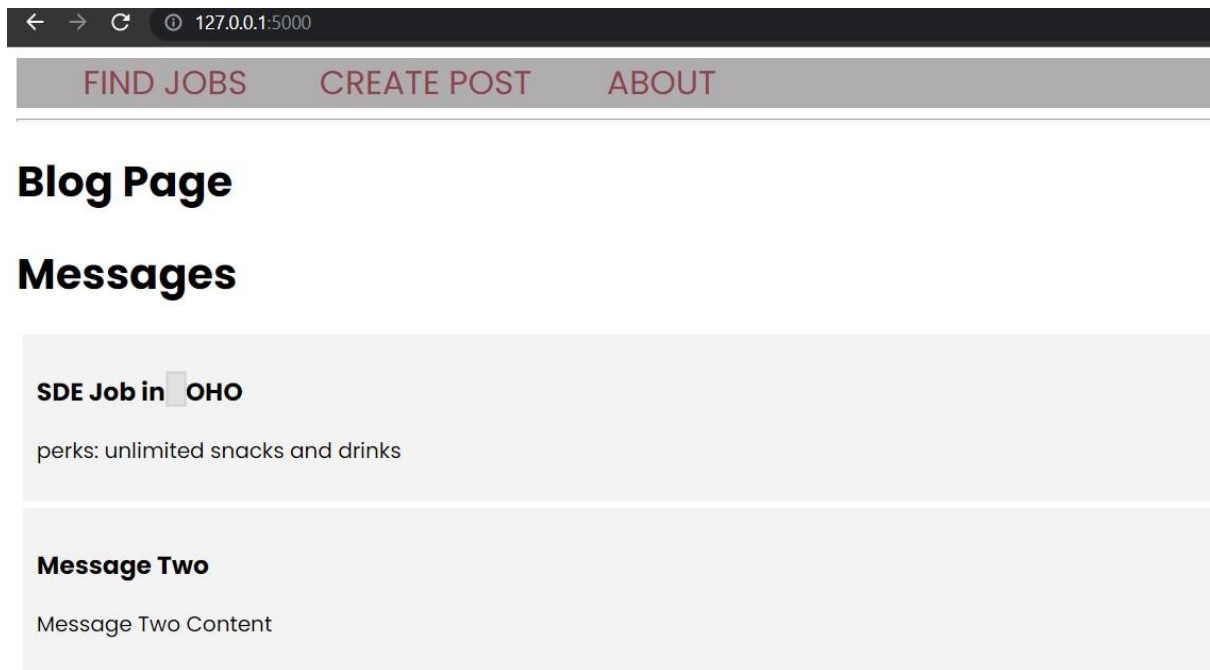 127.0.0.1:5000
FIND JOBS CREATE POST ABOUT
Blog Page
Messages
SDE Job in OHO
perks: unlimited snacks and drinks
Message Two
Message Two Content